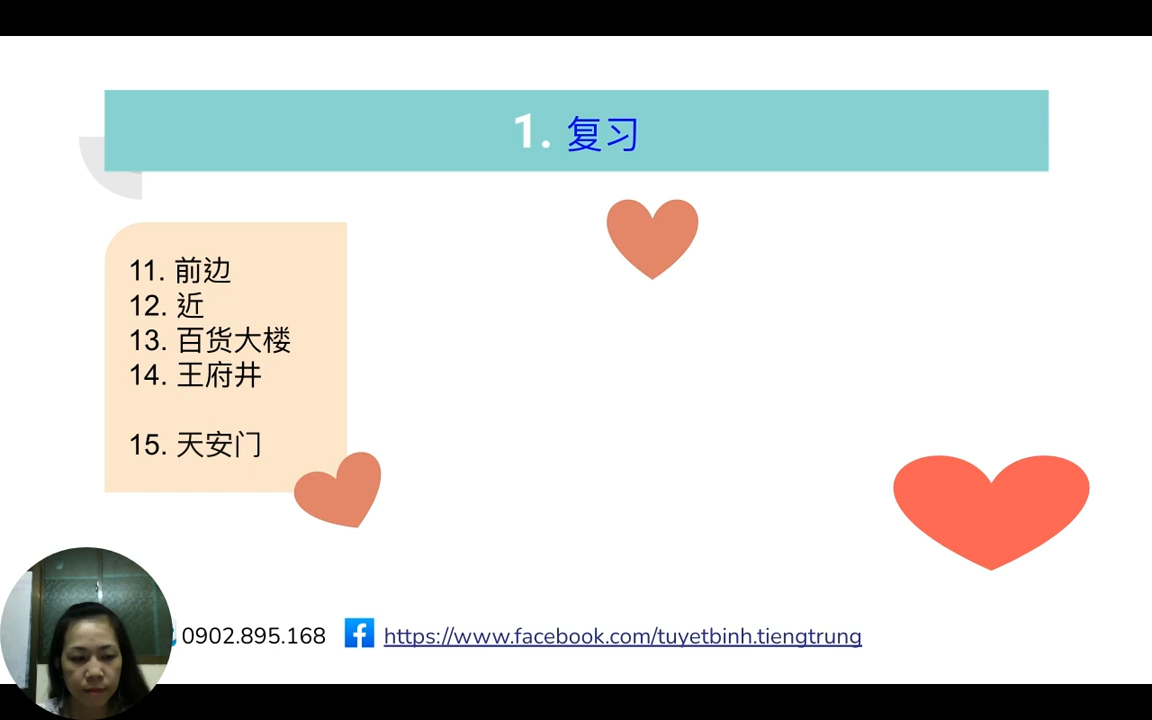 1. 复习
11. 前边
12. 近
13. 百货大楼
14. 王府井
15. 天安门
0902.895.168
https://www.facebook.com/tuyetbinh.tiengtrung